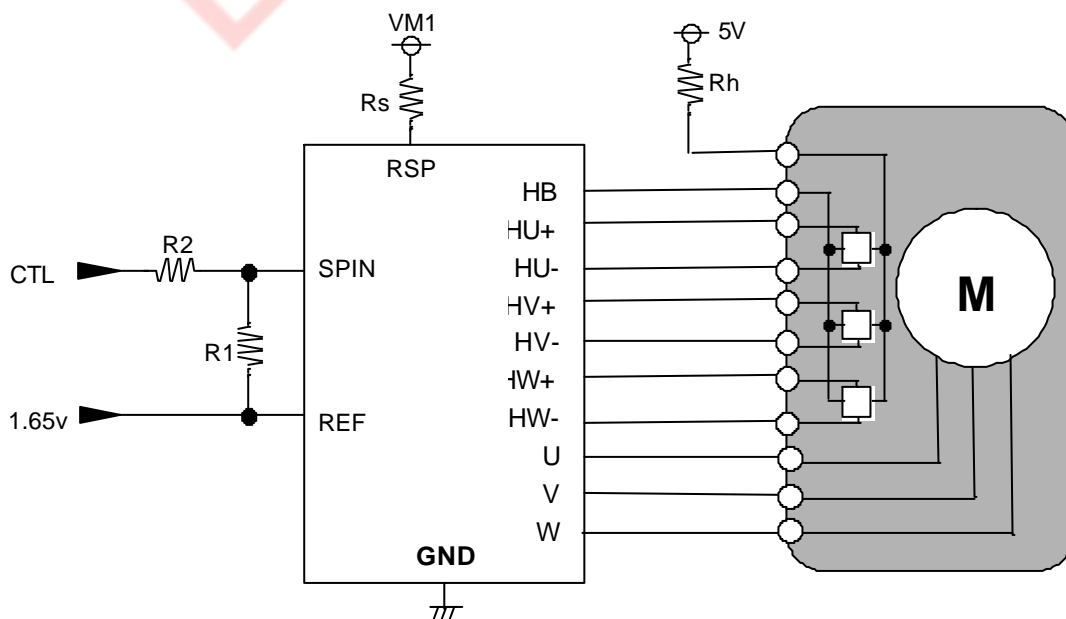 VM1
5V
Rs
Rh
RSP
HB
HU+
R2
CTL
SPIN
HU-
HV+
R1
HV-
M
HW+
1.65v
REF
HW-
U
V
W
GND